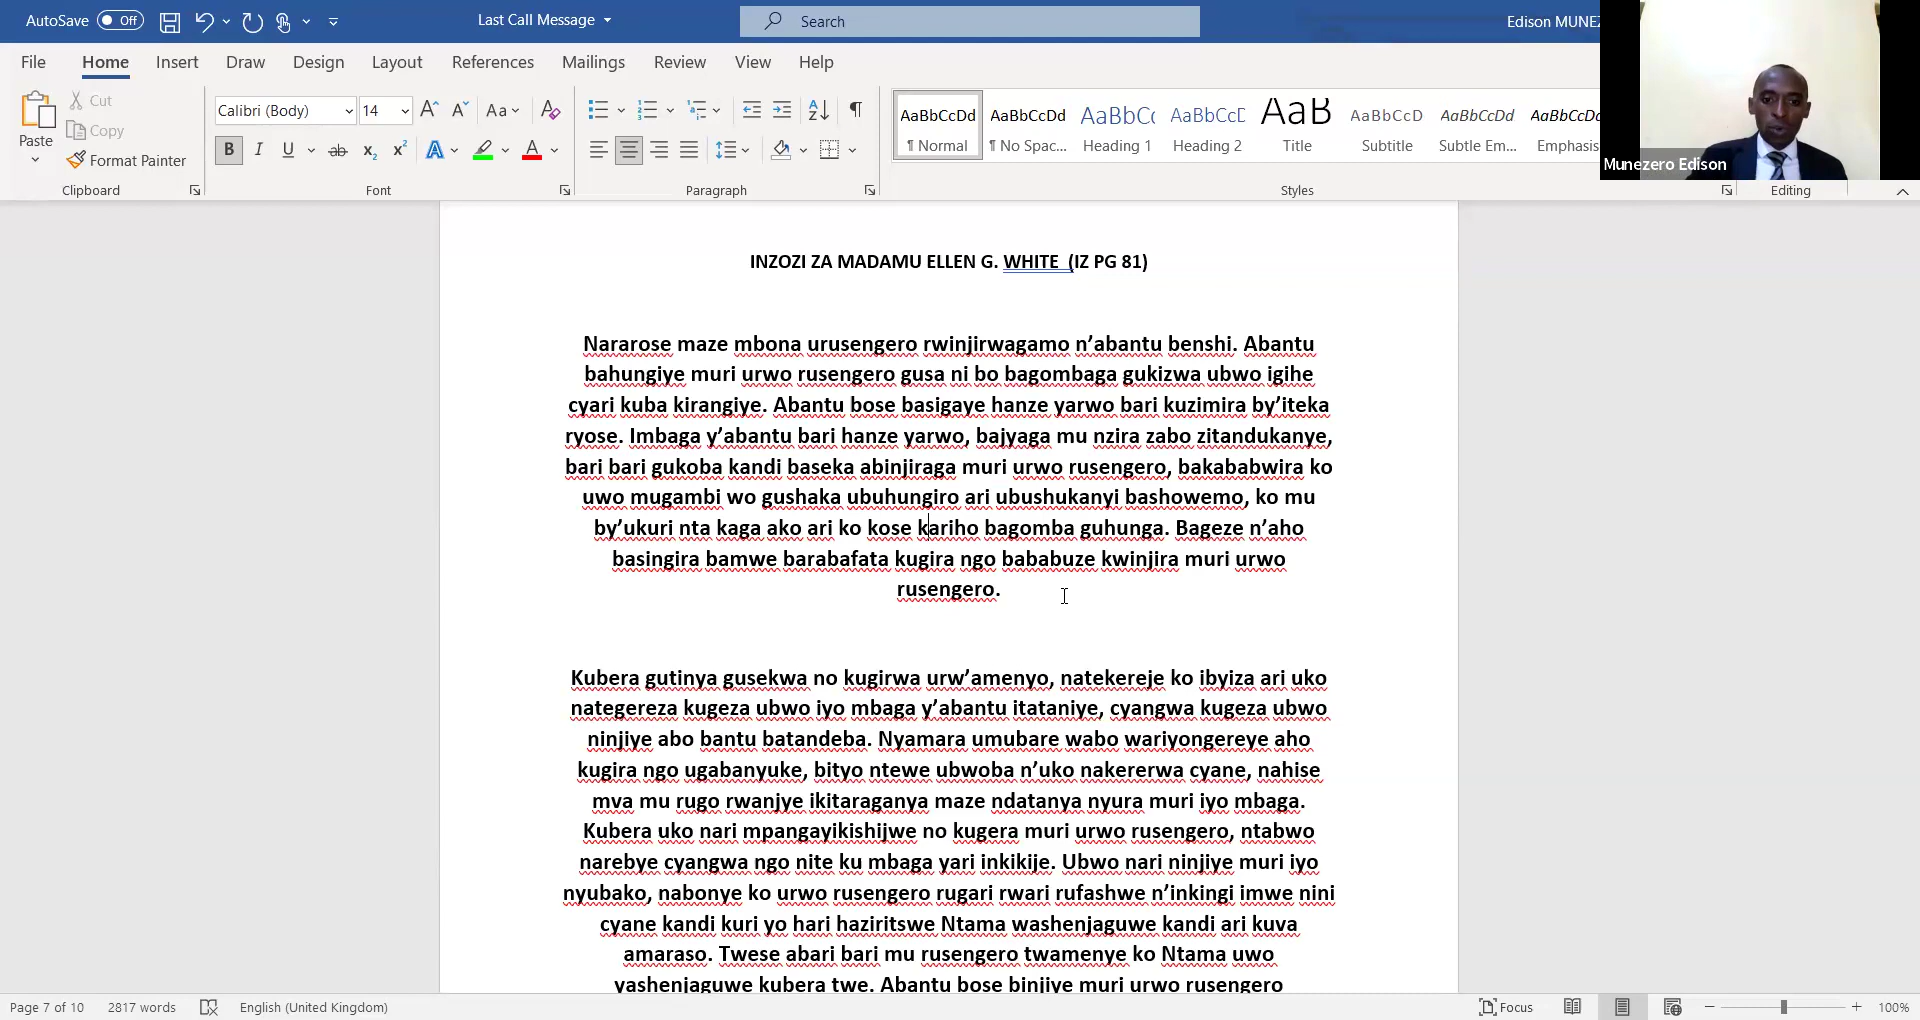 AutoSave Off Last Call Message Search Edison MUNEZ
File Home Insert Draw Design Layout References Mailings Review View Help
Paste Cut
Copy
Format Painter
Clipboard
Calibri (Body) 14
Font
Paragraph
AaBbCcDd AaBbCcDd AaBbCc AaBbCcD AaB AaBbCcD AaBbCcDd AaBbCcDd
¶ Normal ¶ No Spac... Heading 1 Heading 2 Title Subtitle Subtle Em... Emphasis
Styles
Editing
Munezero Edison
INZOZI ZA MADAMU ELLEN G. WHITE (IZ PG 81)
Nararose maze mbona urusengero rwinjirwagamo n’abantu benshi. Abantu
bahungiye muri urwo rusengero gusa ni bo bagombaga gukizwa ubwo igihe
cyari kuba kirangiye. Abantu bose basigaye hanze yarwo bari kuzimira by’iteka
ryose. Imbaga y’abantu bari hanze yarwo, bajyaga mu nzira zabo zitandukanye,
bari bari gukoba kandi baseka abinjiraga muri urwo rusengero, bakababwira ko
uwo mugambi wo gushaka ubuhungiro ari ubushukanyi bashowemo, ko mu
by’ukuri nta kaga ako ari ko kose kariho bagomba guhunga. Bageze n’aho
basingira bamwe barabafata kugira ngo bababuze kwinjira muri urwo
rusengero.
Kubera gutinya gusekwa no kugirwa urw’amenyo, natekereje ko ibyiza ari uko
nategereza kugeza ubwo iyo mbaga y’abantu itataniye, cyangwa kugeza ubwo
ninjiye abo bantu batandeba. Nyamara umubare wabo wariyongereye aho
kugira ngo ugabanyuke, bityo ntewe ubwoba n’uko nakererwa cyane, nahise
mva mu rugo rwanjye ikitaraganya maze ndatanya nyura muri iyo mbaga.
Kubera uko nari mpangayikishijwe no kugera muri urwo rusengero, ntabwo
narebye cyangwa ngo nite ku mbaga yari inkikije. Ubwo nari ninjiye muri iyo
nyubako, nabonye ko urwo rusengero rugari rwari rufashwe n’inkingi imwe nini
cyane kandi kuri yo hari haziritswe Ntama washenjaguwe kandi ari kuva
amaraso. Twese abari bari mu rusengero twamenye ko Ntama uwo
yashenjaguwe kubera twe. Abantu bose binjiye muri urwo rusengero
Page 7 of 10 2817 words English (United Kingdom) Focus 100%